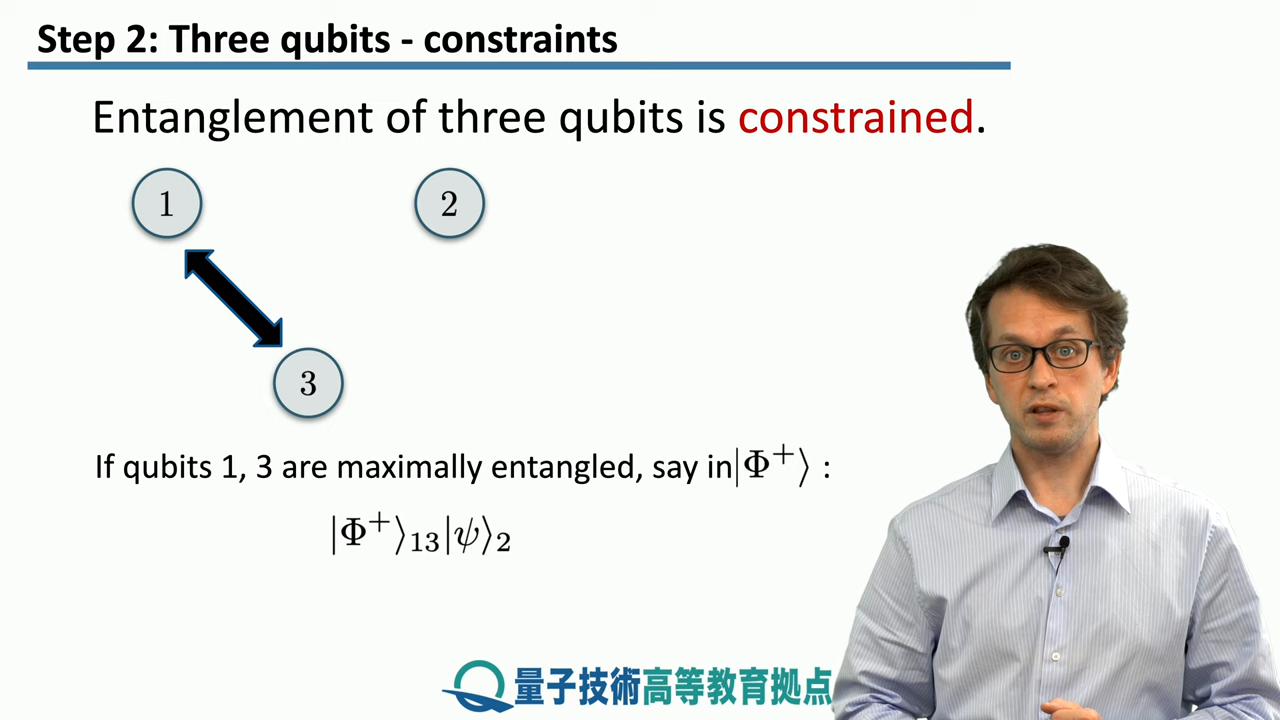 Step 2: Three qubits - constraints
Entanglement of three qubits is constrained.
1
2
3
If qubits 1, 3 are maximally entangled, say in |Φ⁺⟩ :
|Φ⁺⟩₁₃|ψ⟩₂
量子技術高等教育拠点